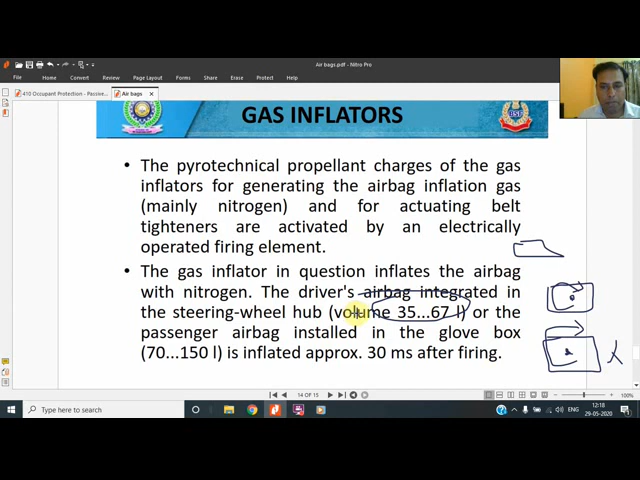 Air bags.pdf - Nitro Pro
File Home Convert Edit Page Layout Forms Share Erase Protect Help
410 Occupant Protection - Passive... Air bags
GAS INFLATORS
BSF
• The pyrotechnical propellant charges of the gas
inflators for generating the airbag inflation gas
(mainly nitrogen) and for actuating belt
tighteners are activated by an electrically
operated firing element.
• The gas inflator in question inflates the airbag
with nitrogen. The driver's airbag integrated in
the steering-wheel hub (volume 35...67 l) or the
passenger airbag installed in the glove box
(70...150 l) is inflated approx. 30 ms after firing.
14 OF 15
100%
Type here to search
ENG
12:18
29-05-2020